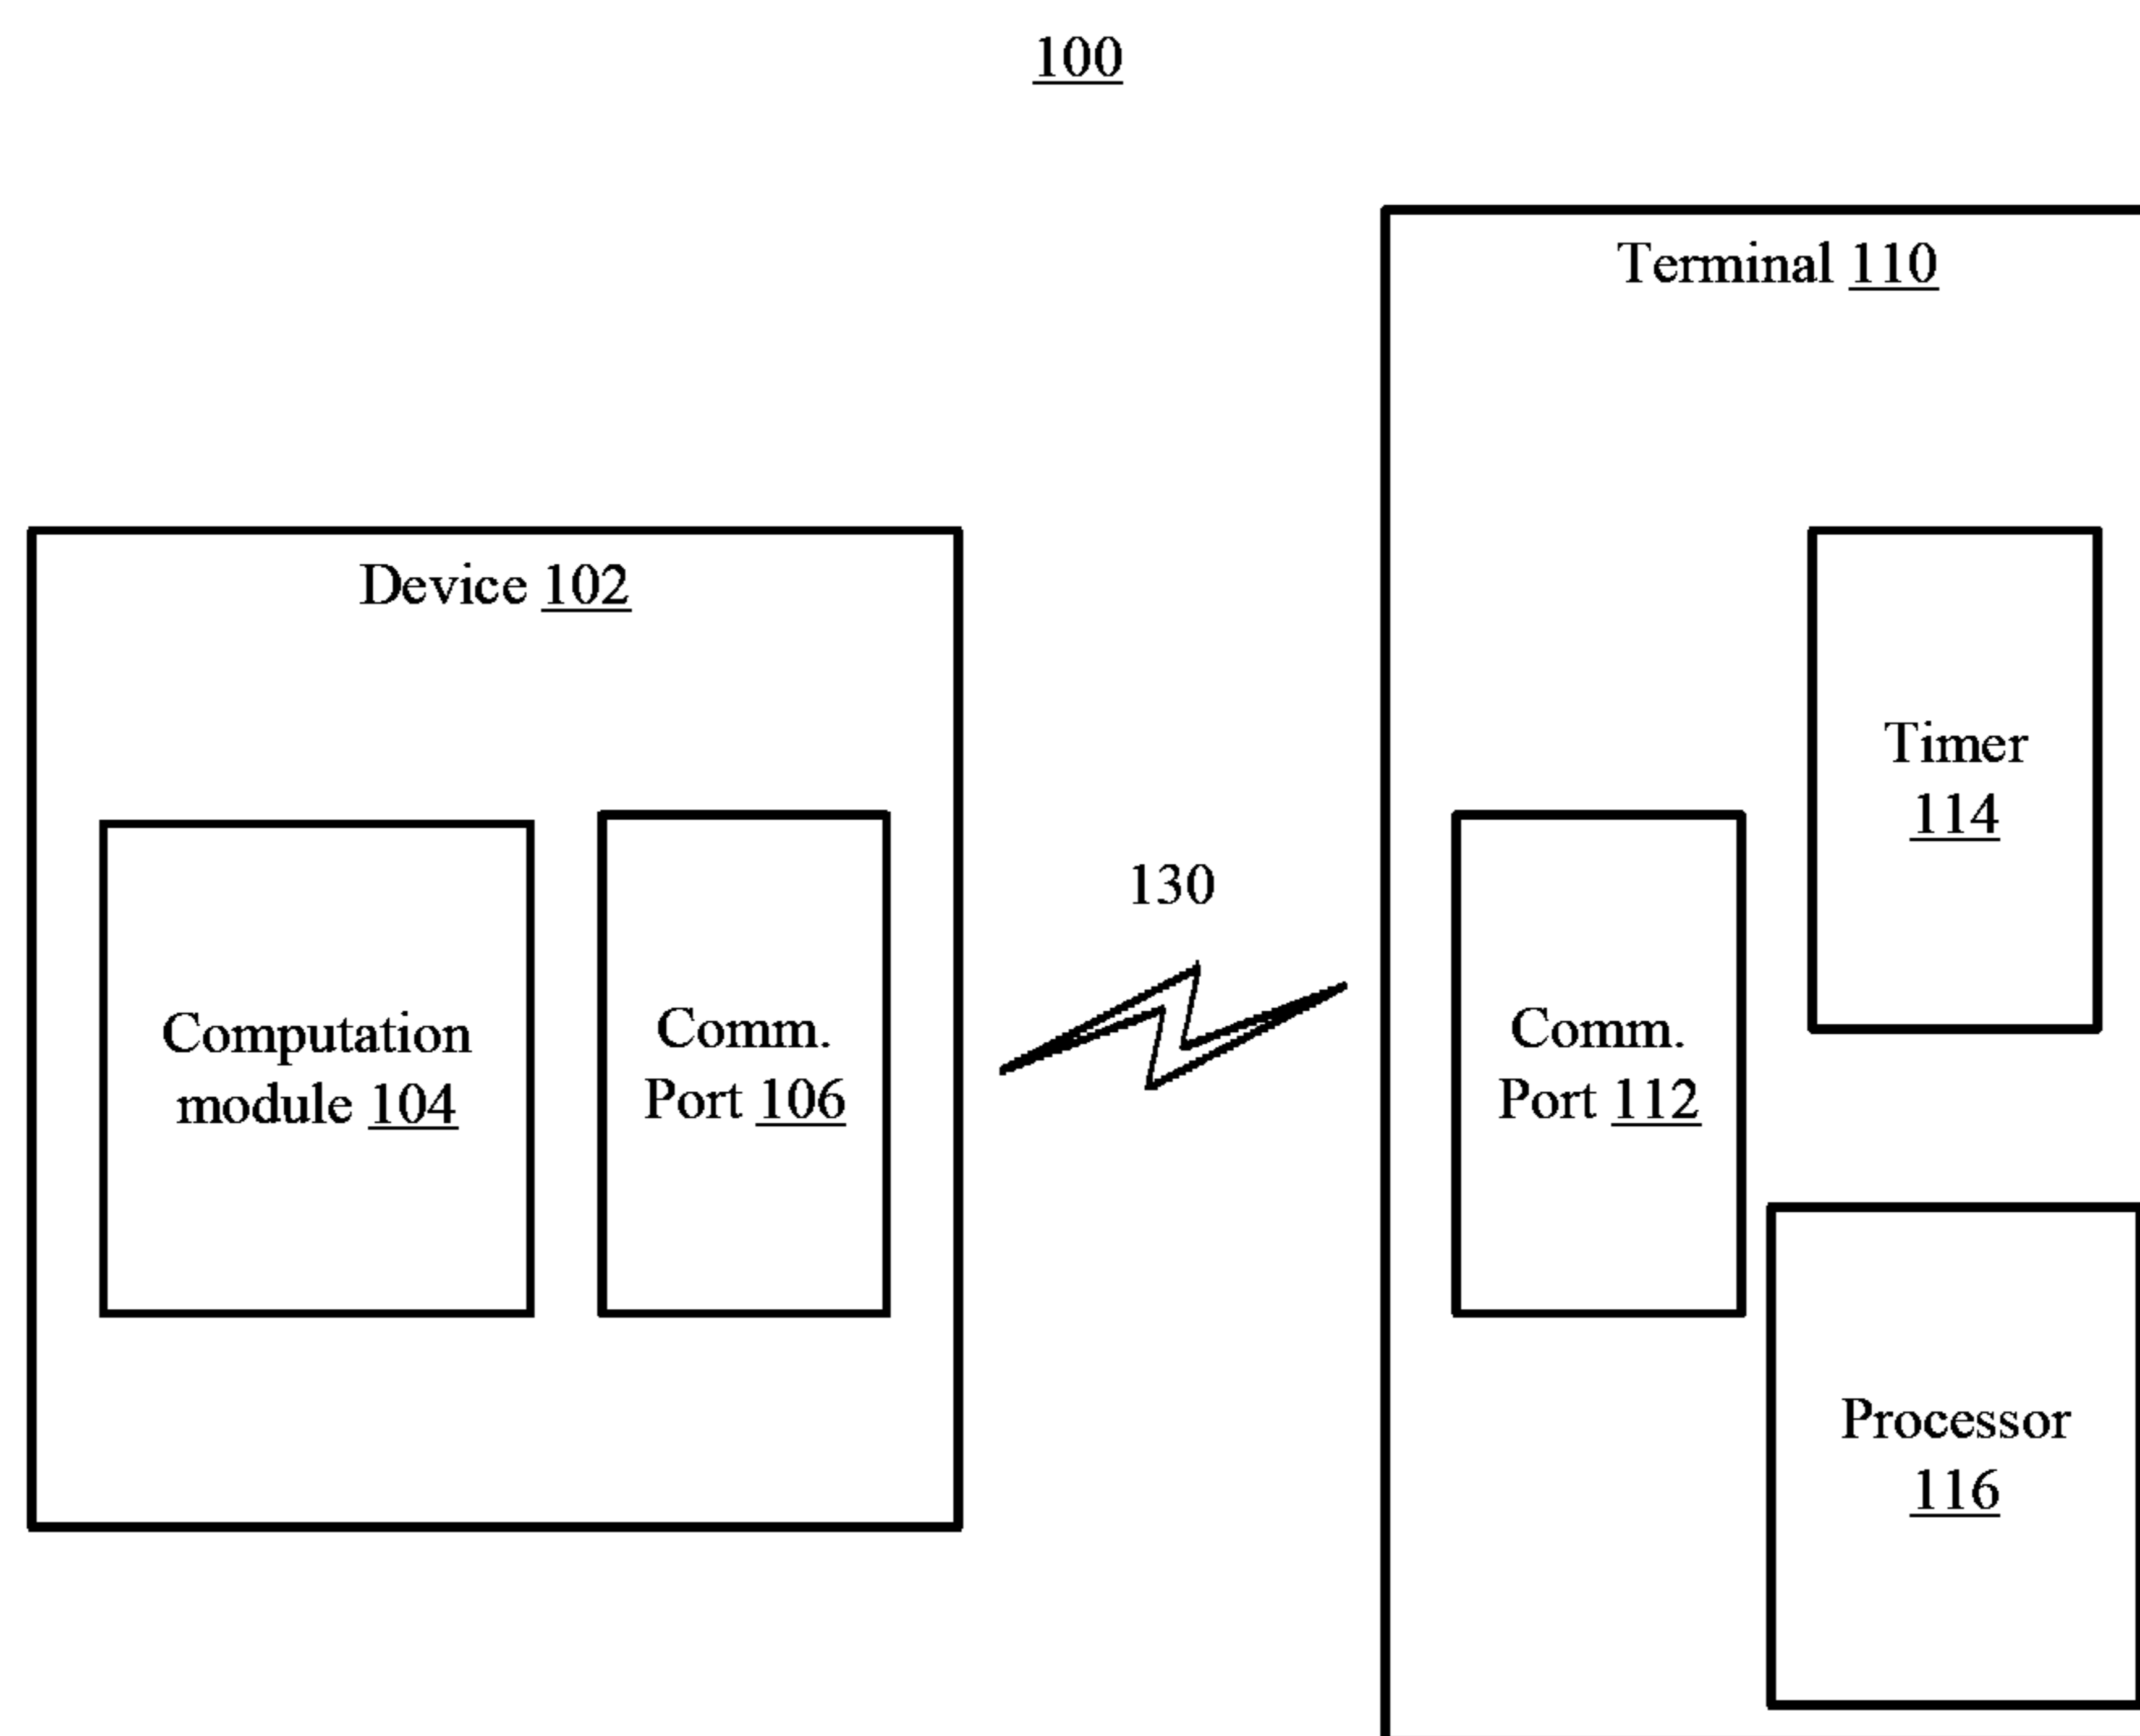 100
Terminal 110
Device 102
Timer
114
130
Computation
module 104
Comm.
Port 106
Comm.
Port 112
Processor
116